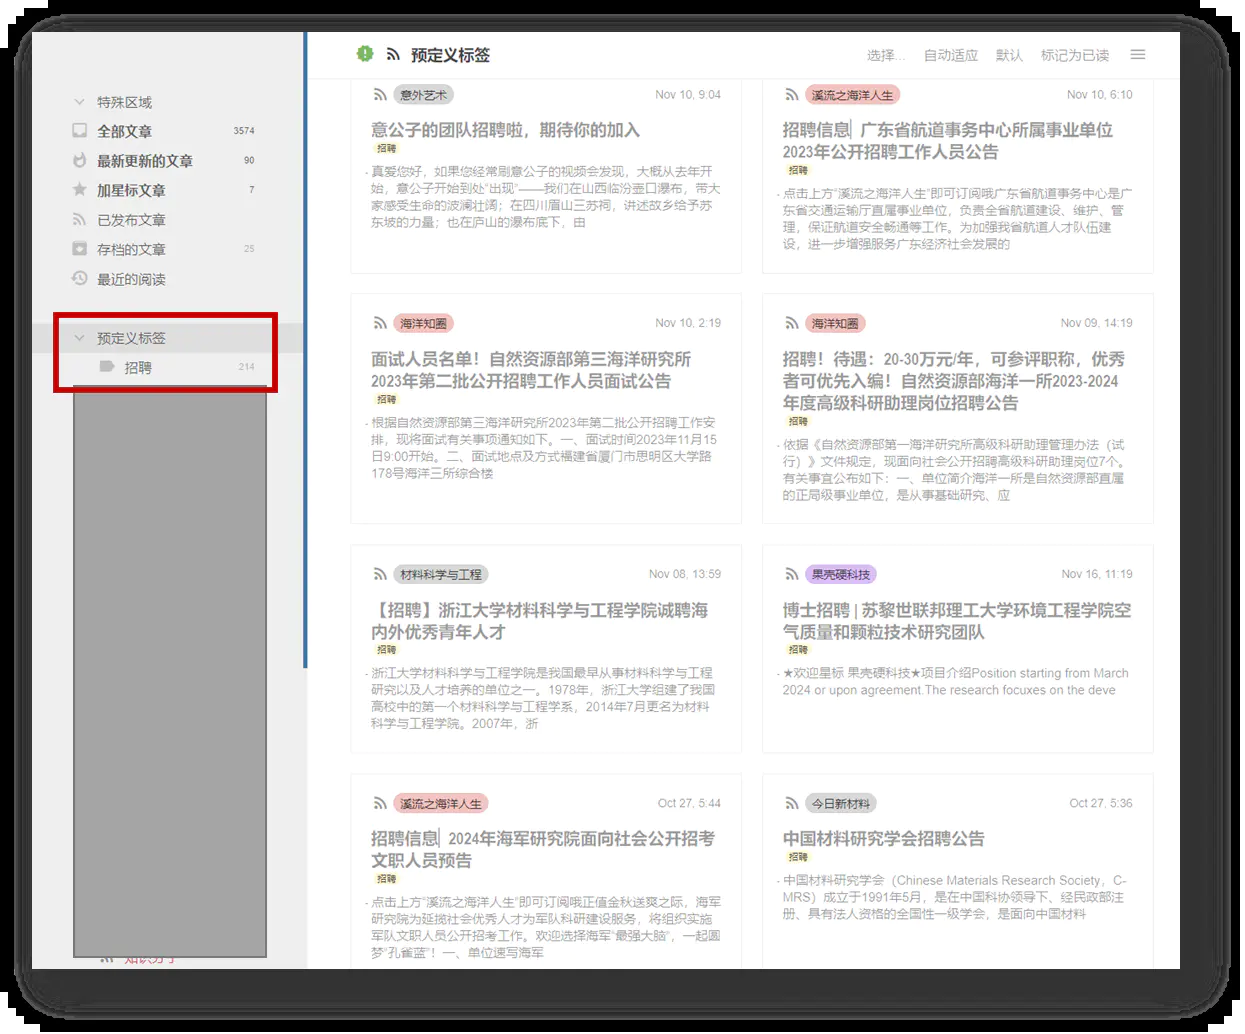 特殊区域
全部文章 3574
最新更新的文章 90
加星标文章 7
已发布文章
存档的文章 25
最近的阅读
预定义标签
招聘 214
预定义标签 选择... 自动适应 默认 标记为已读
意外艺术 Nov 10, 9:04
意公子的团队招聘啦，期待你的加入
招聘
- 真爱您好，如果您经常刷意公子的视频会发现，大概从去年开
始，意公子开始到处“出现”——我们在山西临汾壶口瀑布，带大
家感受生命的波澜壮阔；在四川眉山三苏祠，讲述故乡给予苏
东坡的力量；也在庐山的瀑布底下，由
溪流之海洋人生 Nov 10, 6:10
招聘信息| 广东省航道事务中心所属事业单位
2023年公开招聘工作人员公告
招聘
- 点击上方“溪流之海洋人生”即可订阅哦广东省航道事务中心是广
东省交通运输厅直属事业单位，负责全省航道建设、维护、管
理，保证航道安全畅通等工作。为加强我省航道人才队伍建
设，进一步增强服务广东经济社会发展的
海洋知圈 Nov 10, 2:19
面试人员名单！自然资源部第三海洋研究所
2023年第二批公开招聘工作人员面试公告
招聘
- 根据自然资源部第三海洋研究所2023年第二批公开招聘工作安
排，现将面试有关事项通知如下。一、面试时间2023年11月15
日9:00开始。二、面试地点及方式福建省厦门市思明区大学路
178号海洋三所综合楼
海洋知圈 Nov 09, 14:19
招聘！待遇：20-30万元/年，可参评职称，优秀
者可优先入编！自然资源部海洋一所2023-2024
年度高级科研助理岗位招聘公告
招聘
- 依据《自然资源部第一海洋研究所高级科研助理管理办法（试
行）》文件规定，现面向社会公开招聘高级科研助理岗位7个。
有关事宜公布如下：一、单位简介海洋一所是自然资源部直属
的正局级事业单位，是从事基础研究、应
材料科学与工程 Nov 08, 13:59
【招聘】浙江大学材料科学与工程学院诚聘海
内外优秀青年人才
招聘
- 浙江大学材料科学与工程学院是我国最早从事材料科学与工程
研究以及人才培养的单位之一。1978年，浙江大学组建了我国
高校中的第一个材料科学与工程学系，2014年7月更名为材料
科学与工程学院。2007年，浙
果壳硬科技 Nov 16, 11:19
博士招聘 | 苏黎世联邦理工大学环境工程学院空
气质量和颗粒技术研究团队
招聘
- ★欢迎星标 果壳硬科技★项目介绍Position starting from March
2024 or upon agreement.The research focuxes on the deve
溪流之海洋人生 Oct 27, 5:44
招聘信息| 2024年海军研究院面向社会公开招考
文职人员预告
招聘
- 点击上方“溪流之海洋人生”即可订阅哦正值金秋送爽之际，海军
研究院为延揽社会优秀人才为军队科研建设服务，将组织实施
军队文职人员公开招考工作。欢迎选择海军“最强大脑”，一起圆
梦“孔雀蓝”！一、单位速写海军
今日新材料 Oct 27, 5:36
中国材料研究学会招聘公告
招聘
- 中国材料研究学会（Chinese Materials Research Society，C-
MRS）成立于1991年5月，是在中国科协领导下、经民政部注
册、具有法人资格的全国性一级学会，是面向中国材料